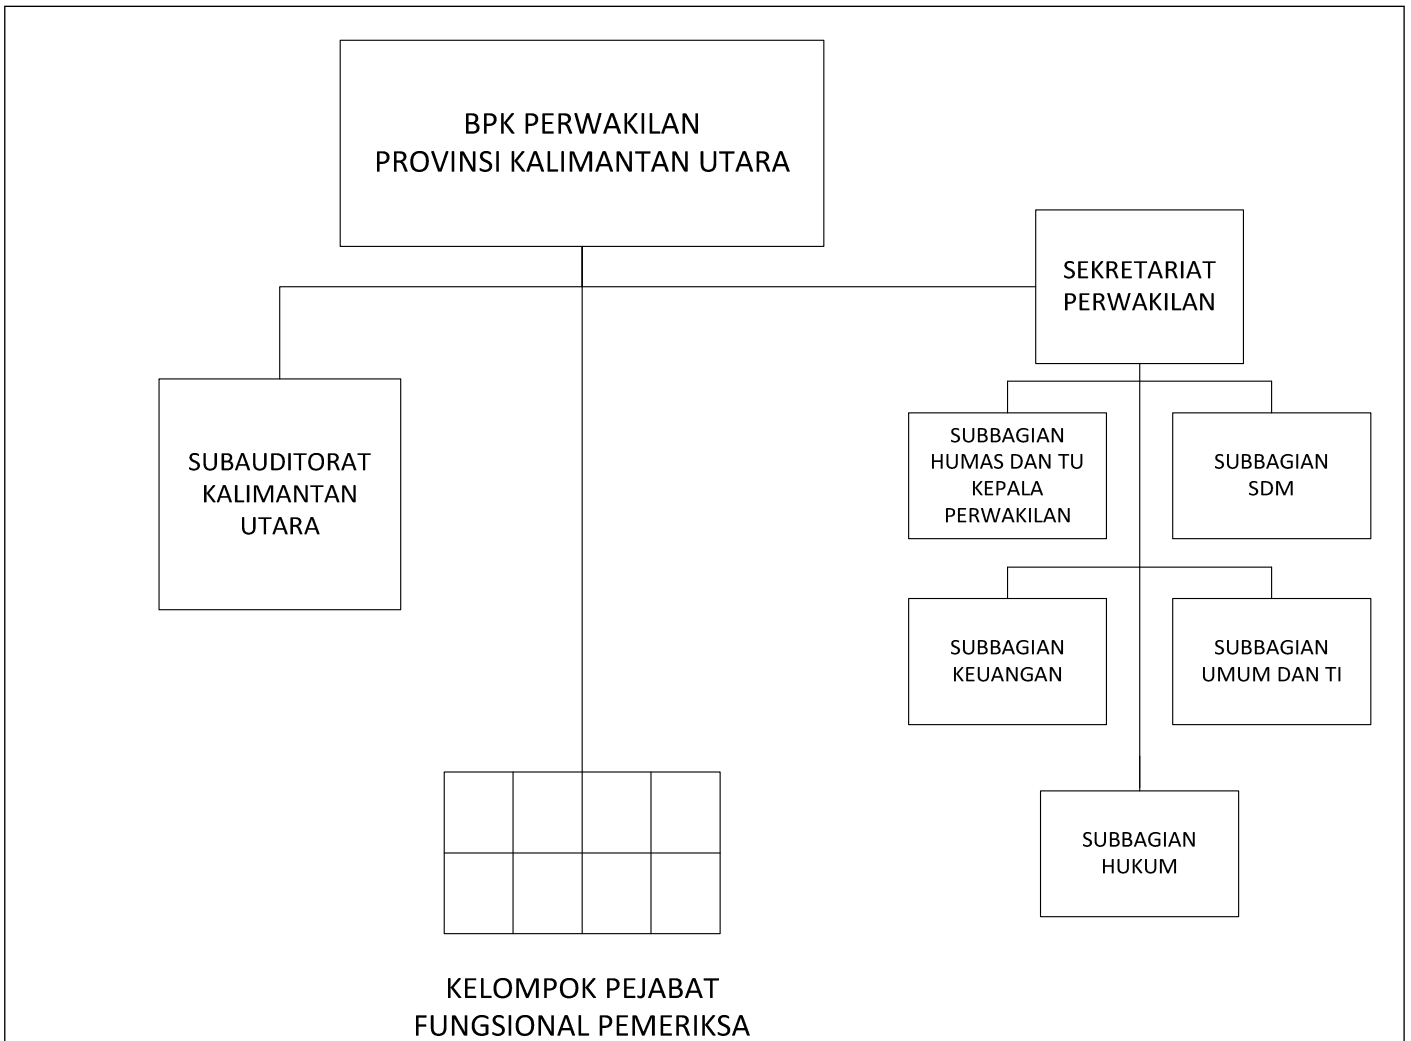 BPK PERWAKILAN
PROVINSI KALIMANTAN UTARA
SEKRETARIAT
PERWAKILAN
SUBAUDITORAT
KALIMANTAN
UTARA
SUBBAGIAN
HUMAS DAN TU
KEPALA
PERWAKILAN
SUBBAGIAN
SDM
SUBBAGIAN
KEUANGAN
SUBBAGIAN
UMUM DAN TI
SUBBAGIAN
HUKUM
KELOMPOK PEJABAT
FUNGSIONAL PEMERIKSA